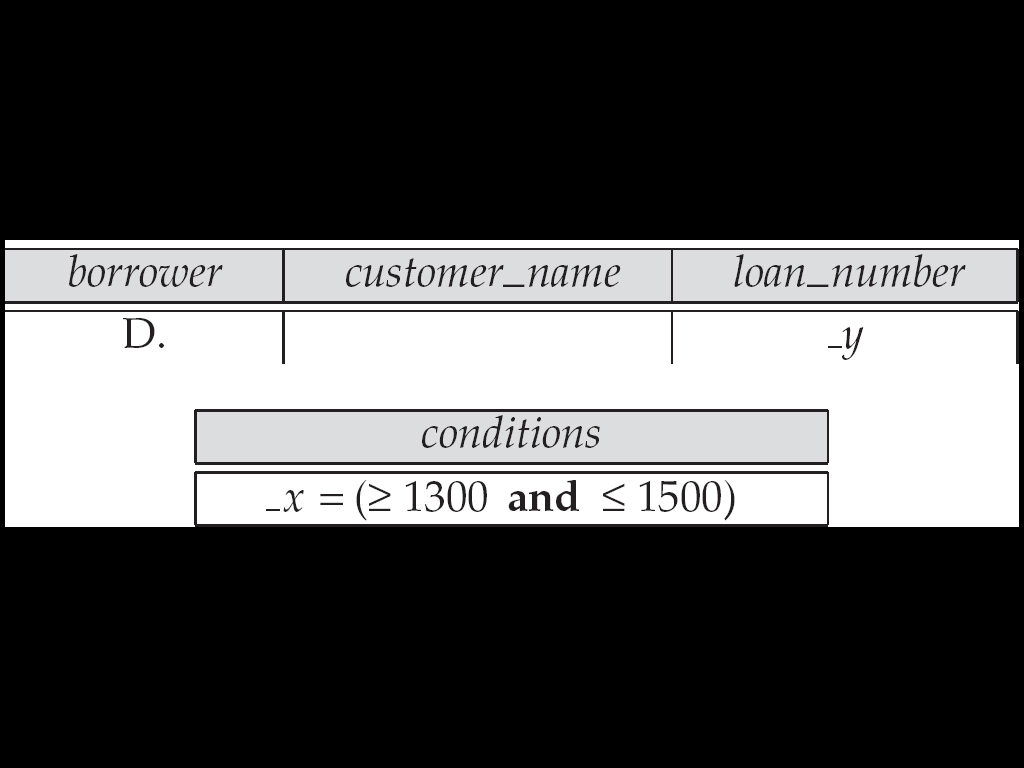 borrower customer_name loan_number
D. _y
conditions
_x = (≥ 1300 and ≤ 1500)